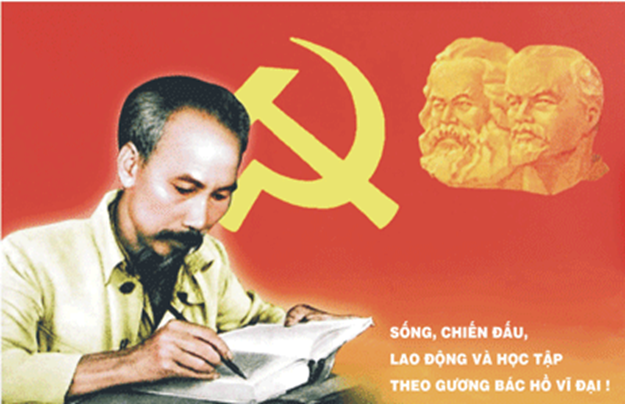 SỐNG, CHIẾN ĐẤU,
LAO ĐỘNG VÀ HỌC TẬP
THEO GƯƠNG BÁC HỒ VĨ ĐẠI !